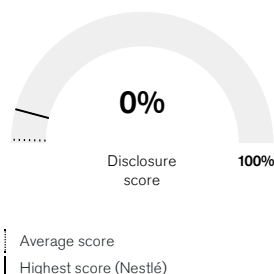 0%
Disclosure
score
100%
Average score
Highest score (Nestlé)